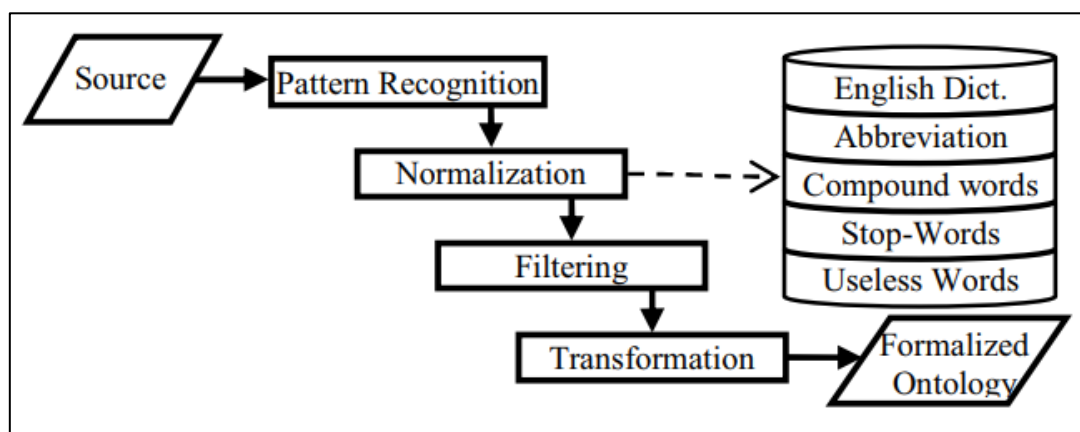 Source
Pattern Recognition
Normalization
Filtering
Transformation
English Dict.
Abbreviation
Compound words
Stop-Words
Useless Words
Formalized
Ontology